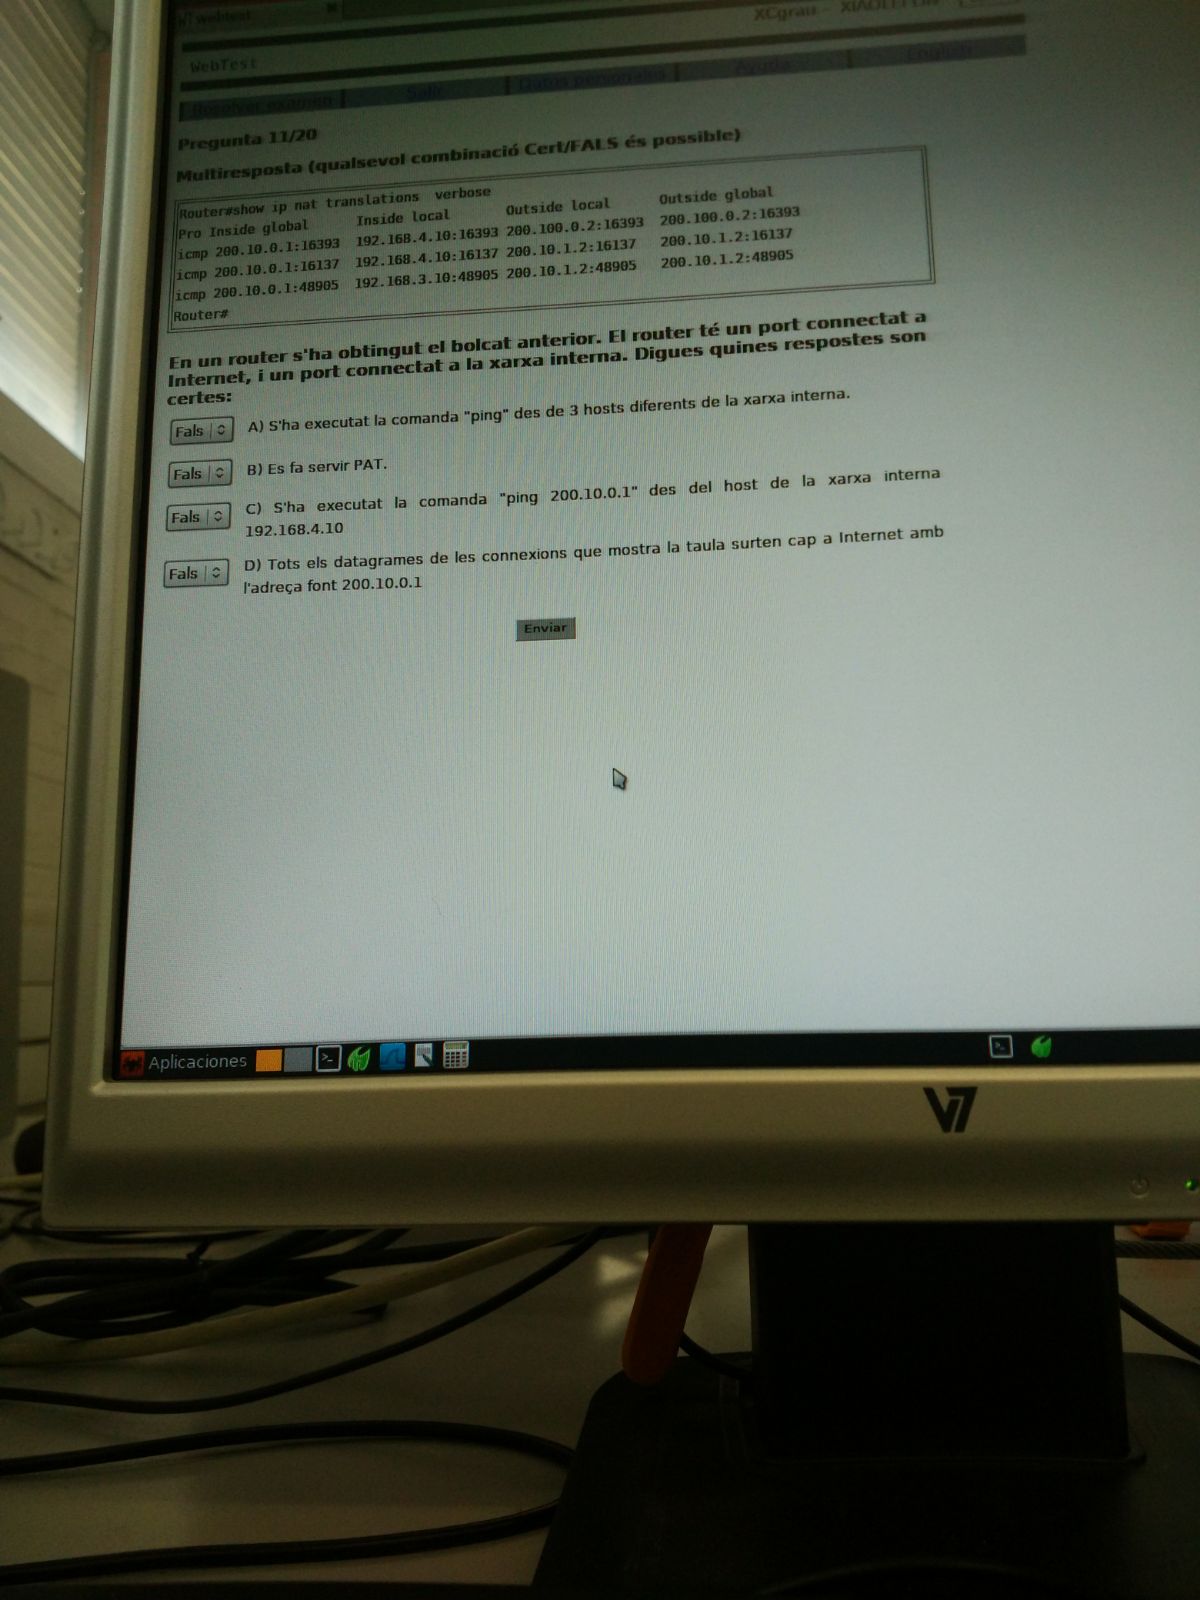 WebTest
Resolver examen Salir Datos personales Ayuda English
Pregunta 11/20
Multiresposta (qualsevol combinació Cert/FALS és possible)
Router#show ip nat translations verbose
Pro Inside global Inside local Outside local Outside global
icmp 200.10.0.1:16393 192.168.4.10:16393 200.100.0.2:16393 200.100.0.2:16393
icmp 200.10.0.1:16137 192.168.4.10:16137 200.10.1.2:16137 200.10.1.2:16137
icmp 200.10.0.1:48905 192.168.3.10:48905 200.10.1.2:48905 200.10.1.2:48905
Router#
En un router s'ha obtingut el bolcat anterior. El router té un port connectat a
Internet, i un port connectat a la xarxa interna. Digues quines respostes son
certes:
Fals A) S'ha executat la comanda "ping" des de 3 hosts diferents de la xarxa interna.
Fals B) Es fa servir PAT.
Fals C) S'ha executat la comanda "ping 200.10.0.1" des del host de la xarxa interna
192.168.4.10
Fals D) Tots els datagrames de les connexions que mostra la taula surten cap a Internet amb
l'adreça font 200.10.0.1
Enviar
Aplicaciones
V7